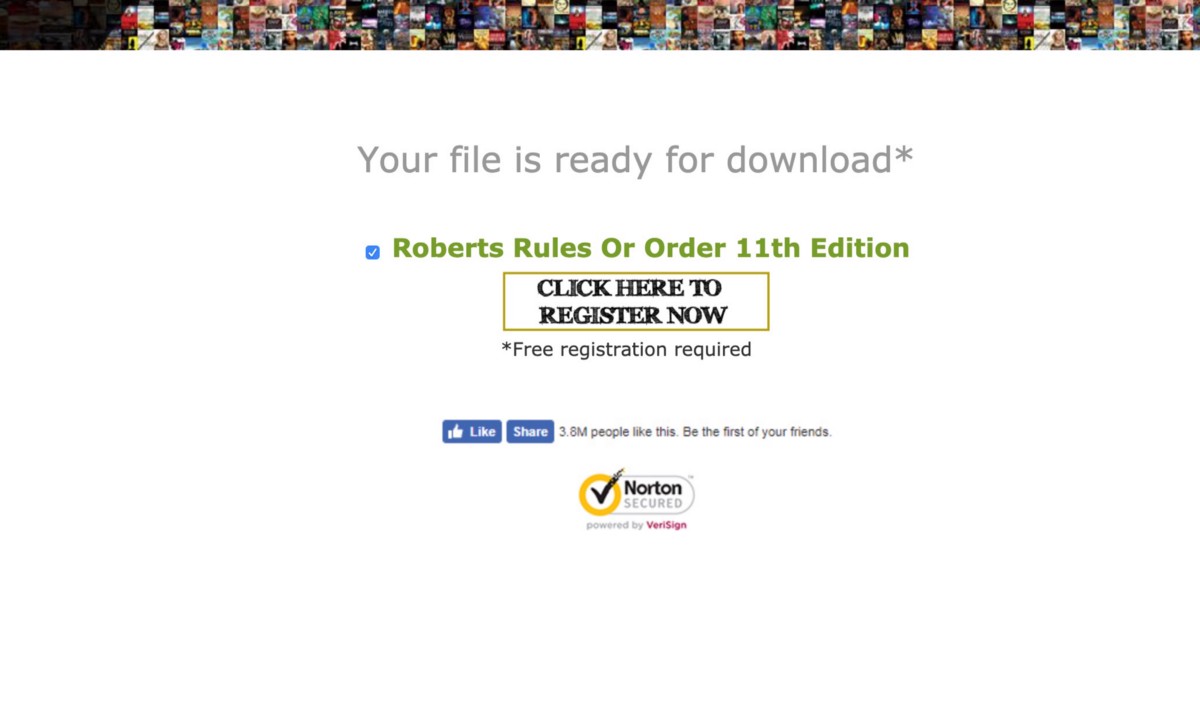 Your file is ready for download*
Roberts Rules Or Order 11th Edition
CLICK HERE TO
REGISTER NOW
*Free registration required
Like Share 3.8M people like this. Be the first of your friends.
Norton
SECURED
powered by VeriSign